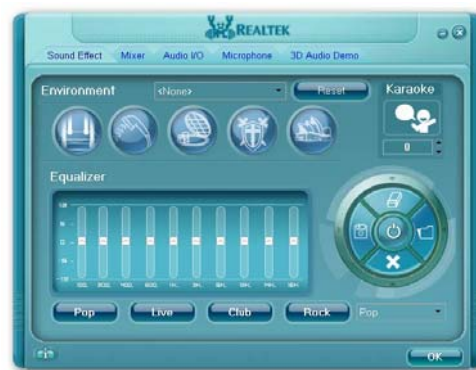 REALTEK
Sound Effect Mixer Audio I/O Microphone 3D Audio Demo
Environment <None> Reset Karaoke
0
Equalizer
Pop Live Club Rock Pop
OK